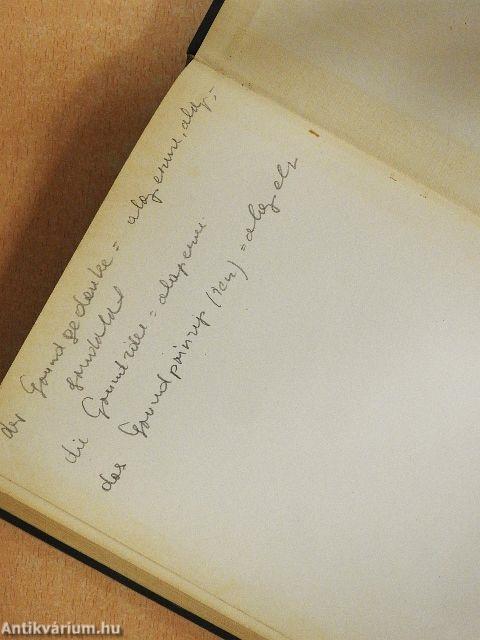 der Grundgedanke = alapeszme, alap-
gondolat
die Grundidee = alapeszme
das Grundprinzip (ien) = alapelv
Antikvárium.hu